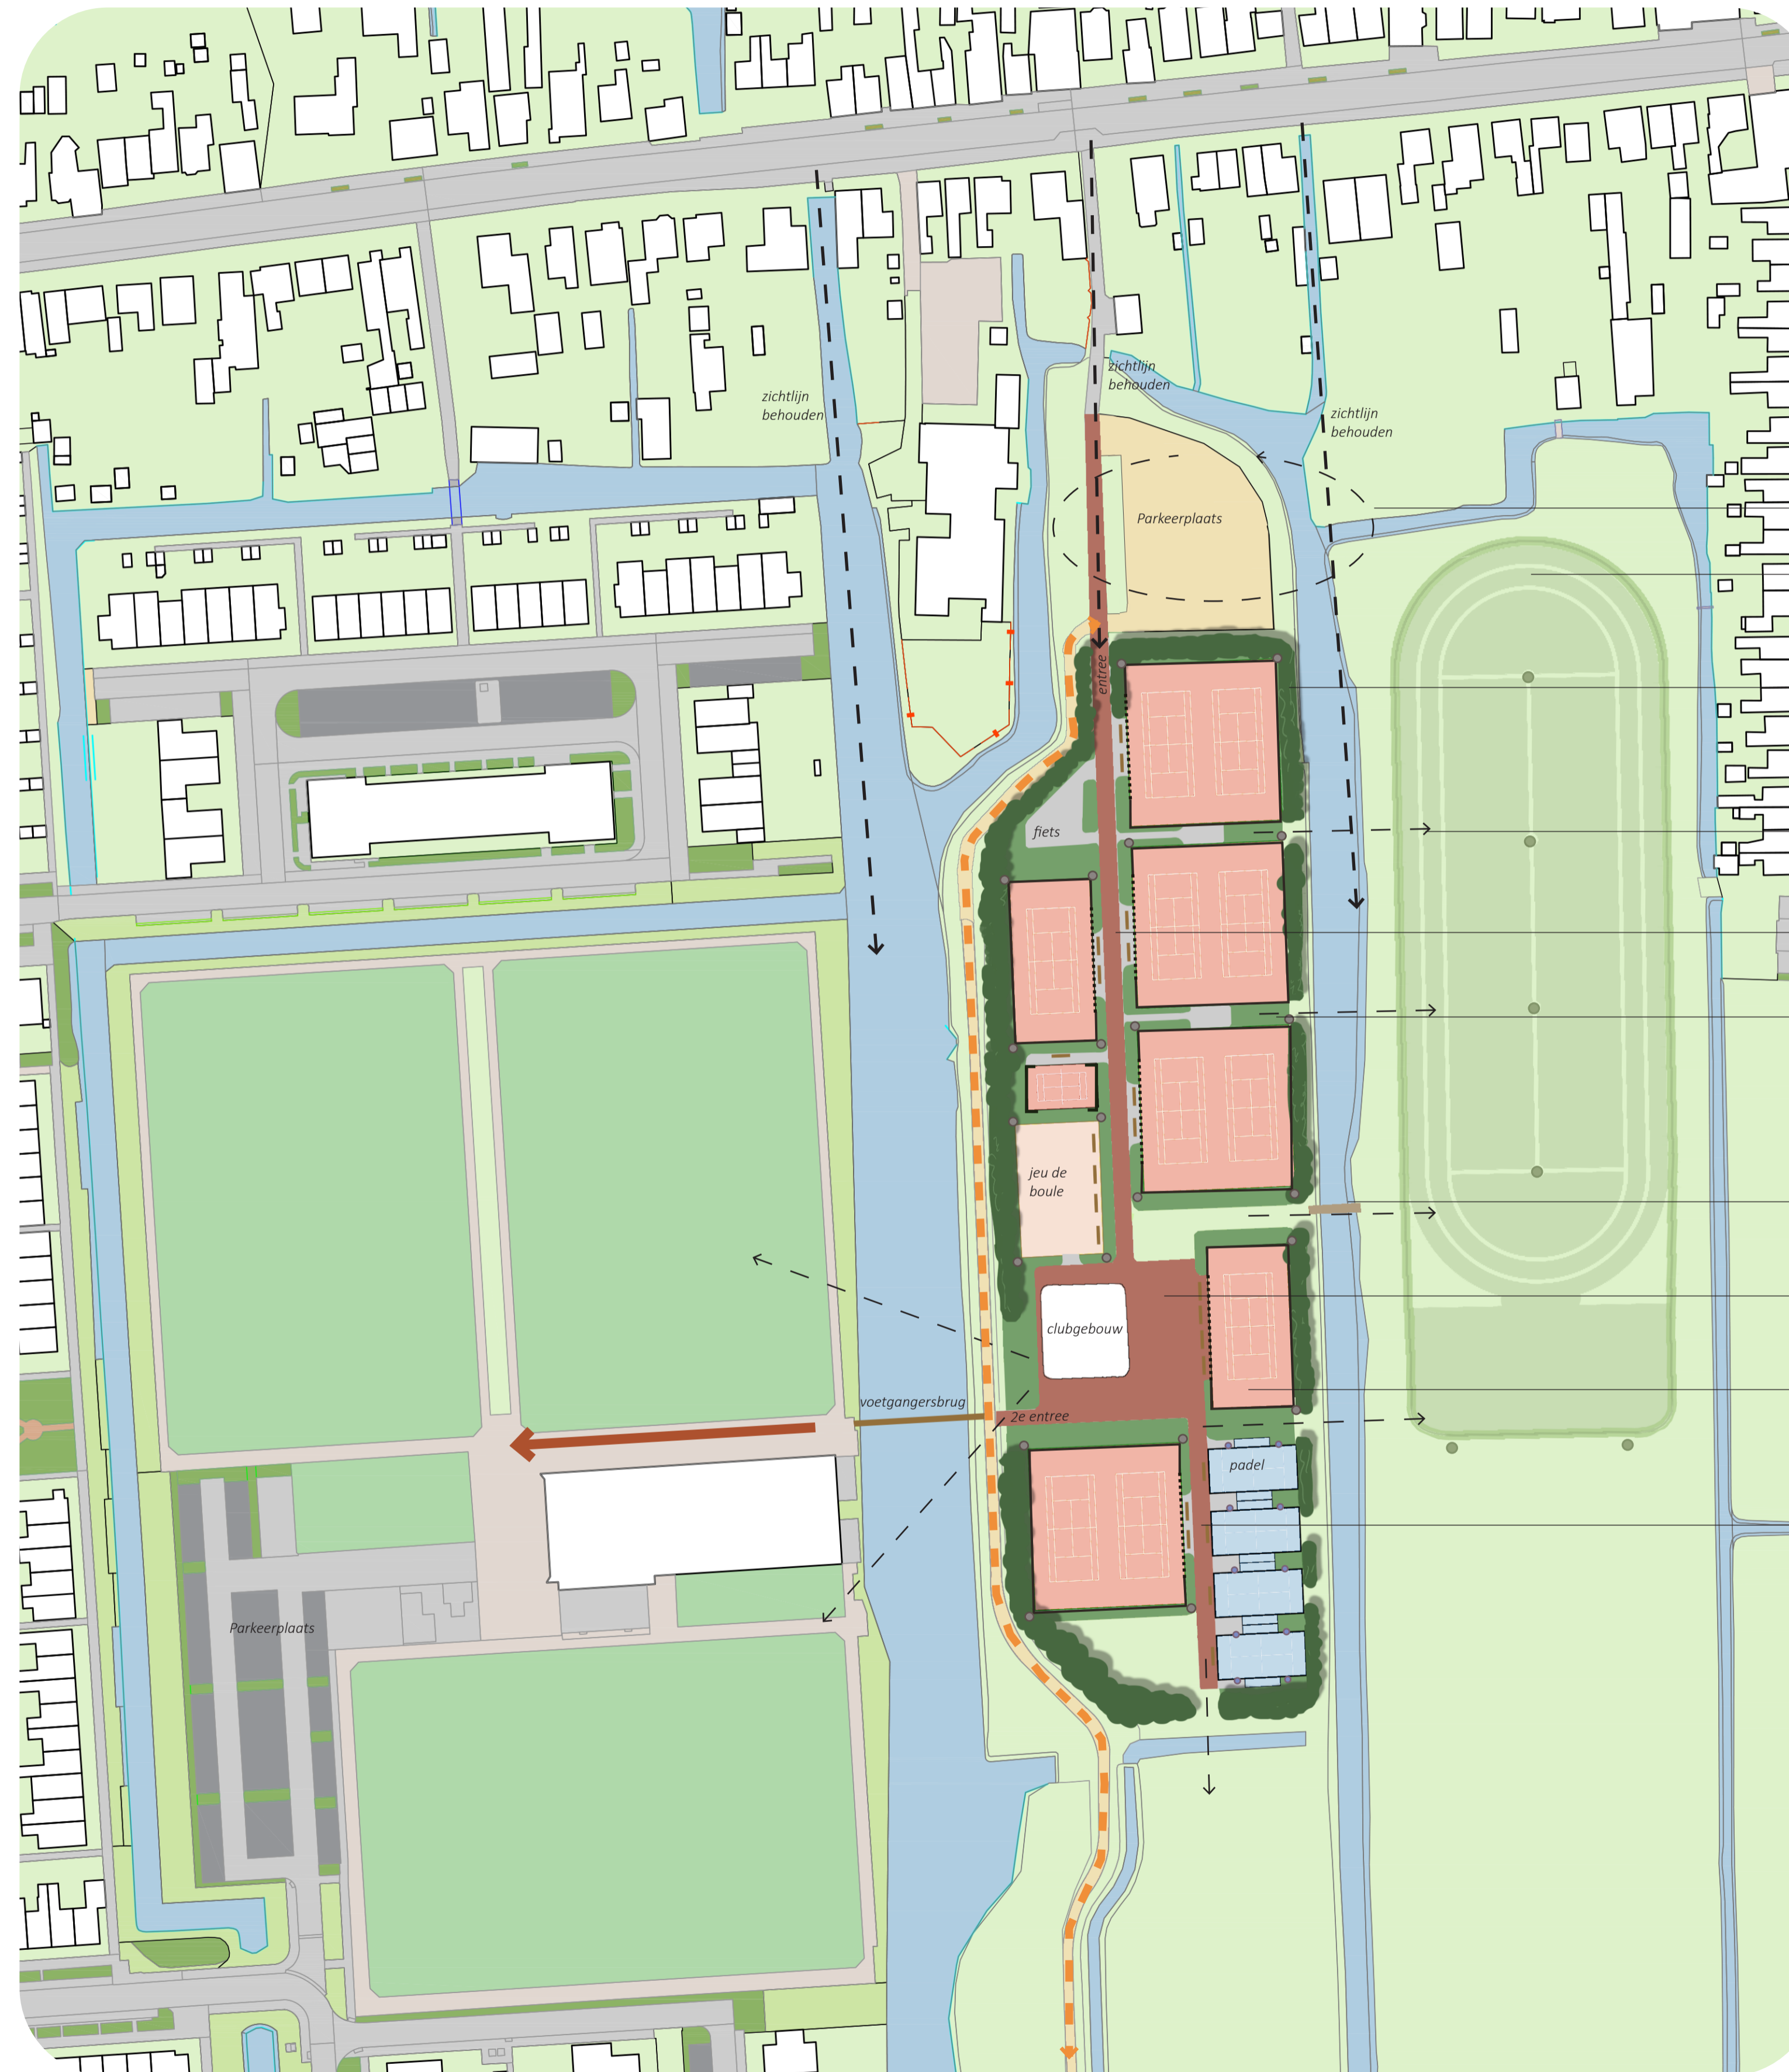 zichtlijn
behouden
zichtlijn
behouden
zichtlijn
behouden
Parkeerplaats
entree
fiets
jeu de
boule
clubgebouw
voetgangersbrug
2e entree
padel
Parkeerplaats